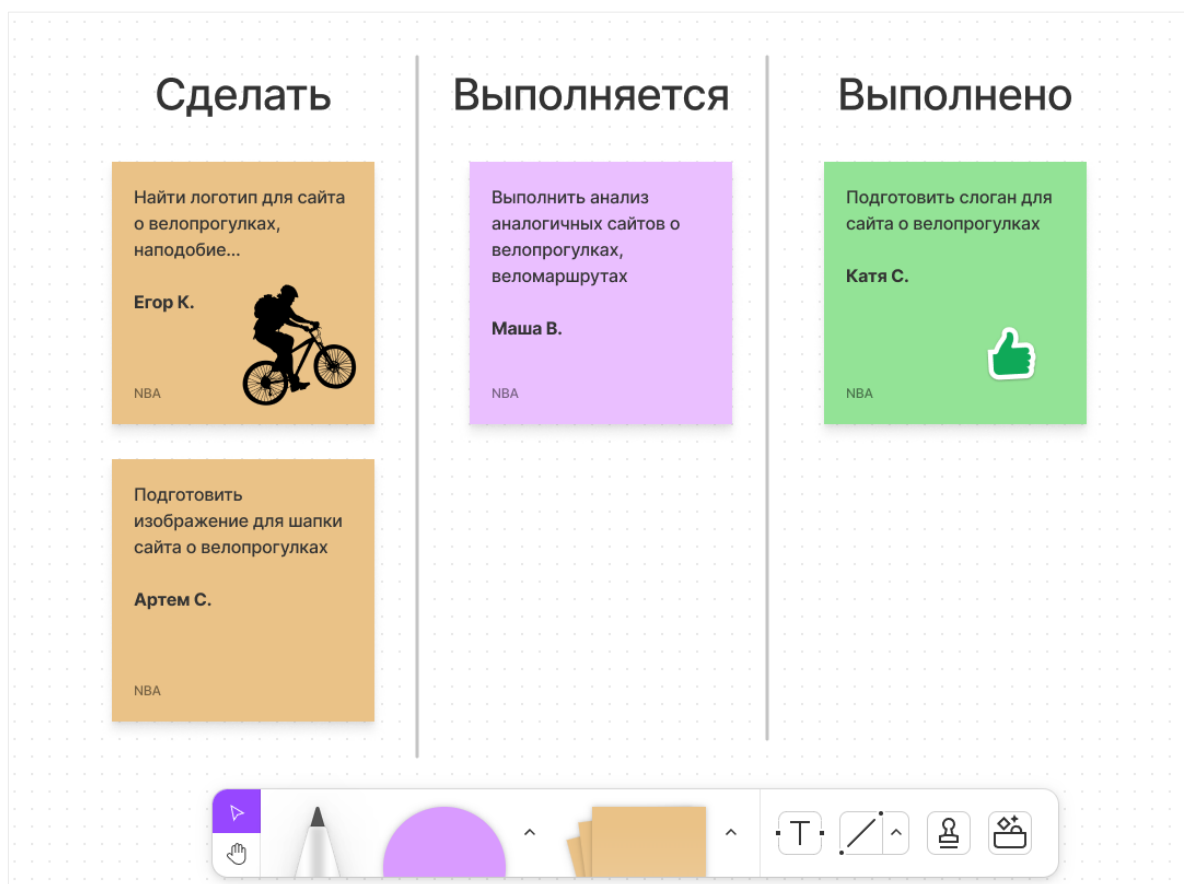 Сделать
Выполняется
Выполнено
Найти логотип для сайта
о велопрогулках,
наподобие...
Егор К.
NBA
Выполнить анализ
аналогичных сайтов о
велопрогулках,
веломаршрутах
Маша В.
NBA
Подготовить слоган для
сайта о велопрогулках
Катя С.
NBA
Подготовить
изображение для шапки
сайта о велопрогулках
Артем С.
NBA
T